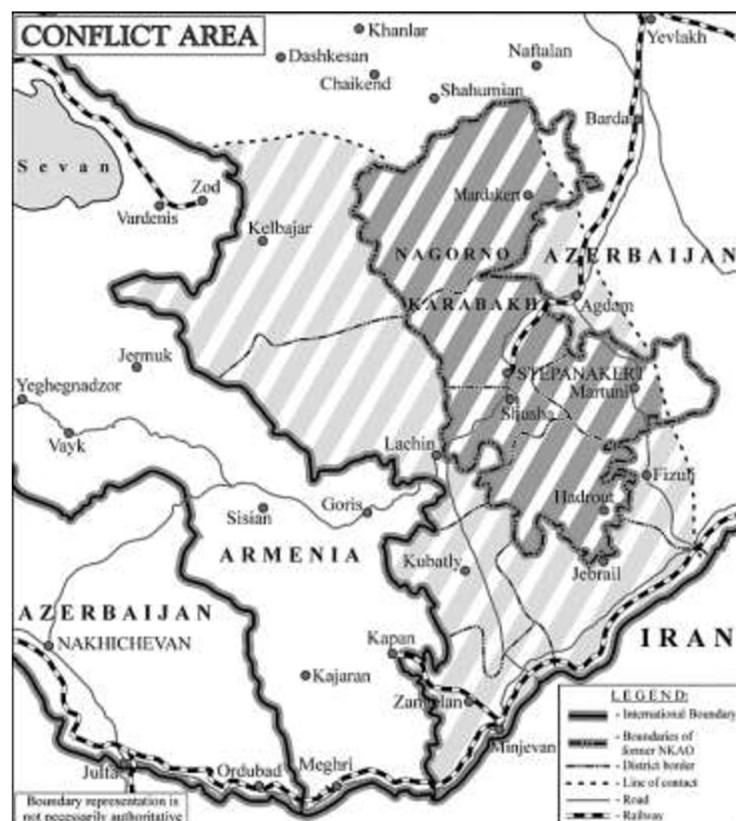 CONFLICT AREA
Khanlar
Yevlakh
Dashkesan
Naftalan
Chaikend
Shahumian
Barda
Sevan
Zod
Mardakert
Vardenis
Kelbajar
NAGORNO
AZERBAIJAN
KARABAKH
Agdam
Jermuk
STEPANAKERT
Martuni
Yeghegnadzor
Shusha
Vayk
Lachin
Fizuli
Goris
Hadrout
Sisian
ARMENIA
Kubatly
Jebrail
AZERBAIJAN
IRAN
NAKHICHEVAN
Kapan
Kajaran
Zangelan
LEGEND:
- International Boundary
- Boundaries of
former NKAO
- District border
- Line of contact
- Road
- Railway
Minjevan
Julfa
Ordubad
Meghri
Boundary representation is
not necessarily authoritative